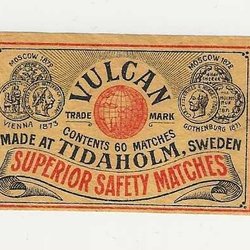 VULCAN
MOSCOW 1872
MOSCOW 1872
TRADE MARK
VIENNA 1873
GOTHENBURG 1871
CONTENTS 60 MATCHES
MADE AT TIDAHOLM, SWEDEN
SUPERIOR SAFETY MATCHES